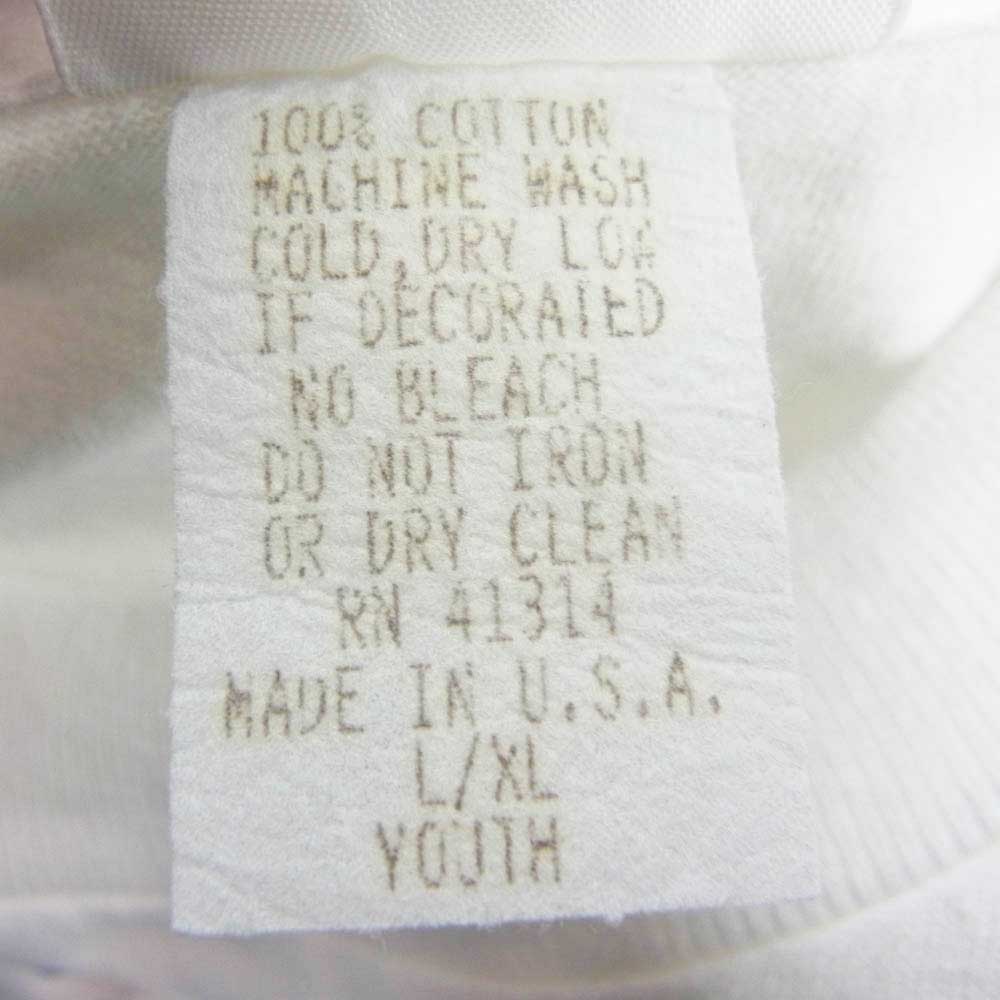 100% COTTON
MACHINE WASH
COLD,DRY LOW
IF DECORATED
NO BLEACH
DO NOT IRON
OR DRY CLEAN
RN 41314
MADE IN U.S.A.
L/XL
YOUTH